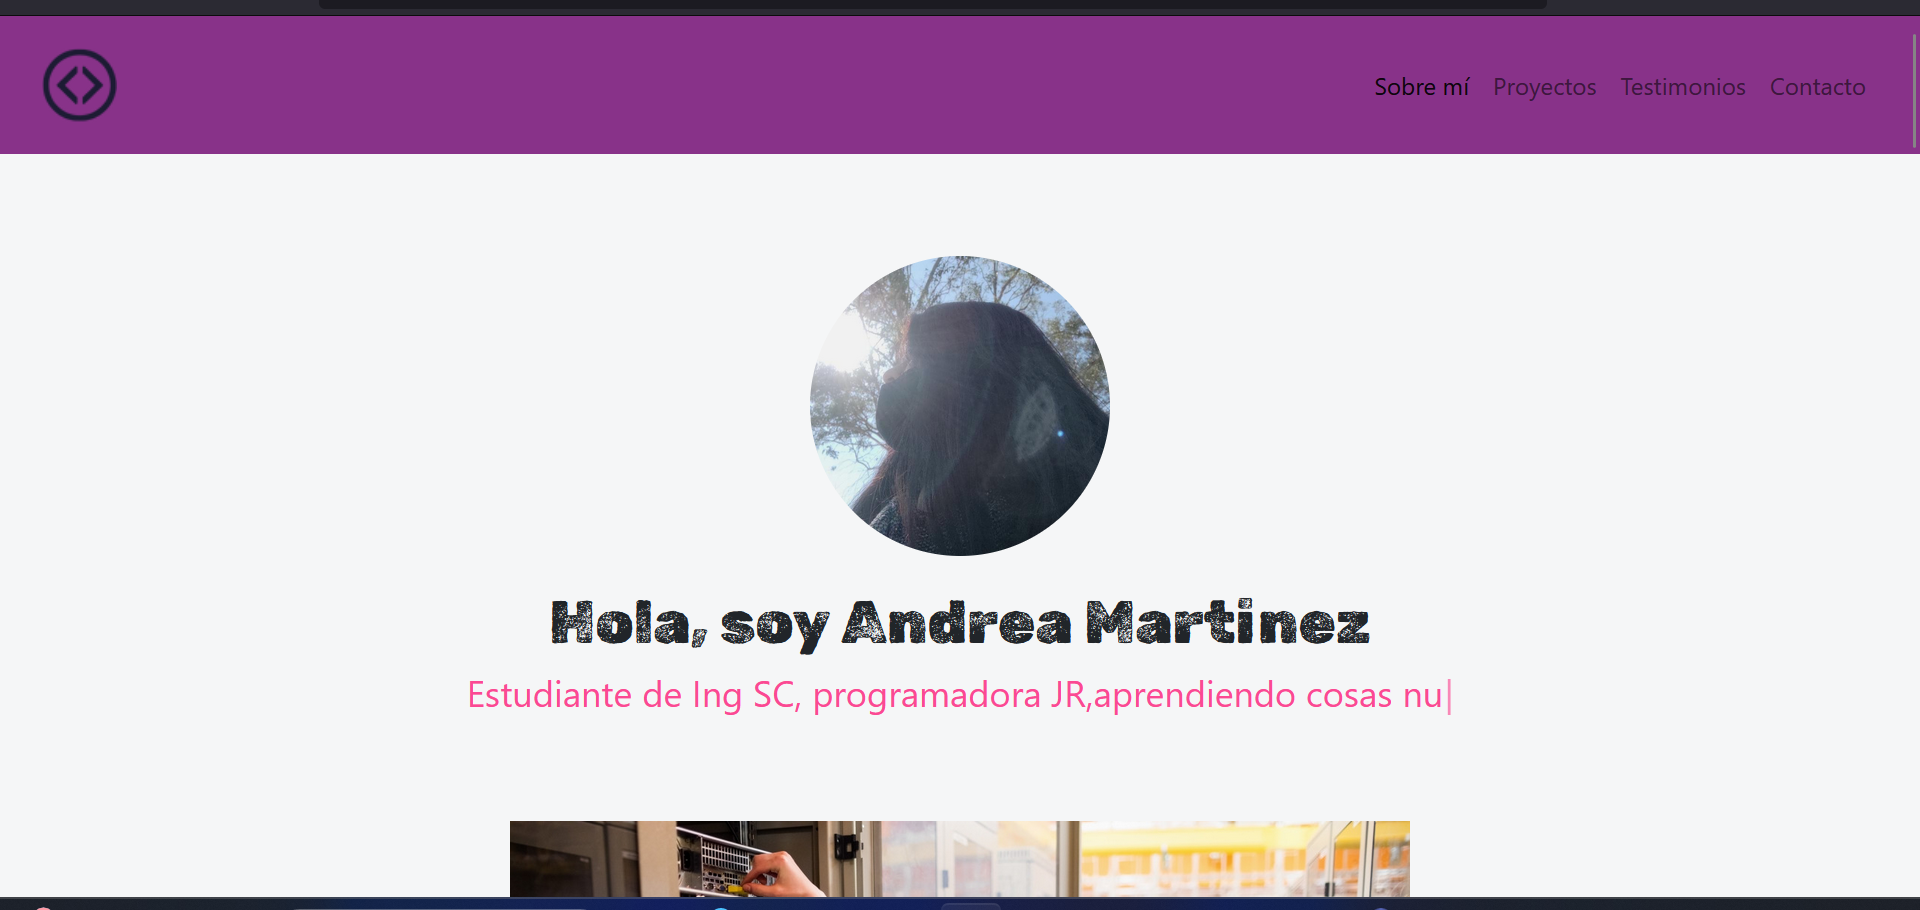 Sobre mí Proyectos Testimonios Contacto
Hola, soy Andrea Martinez
Estudiante de Ing SC, programadora JR,aprendiendo cosas nu